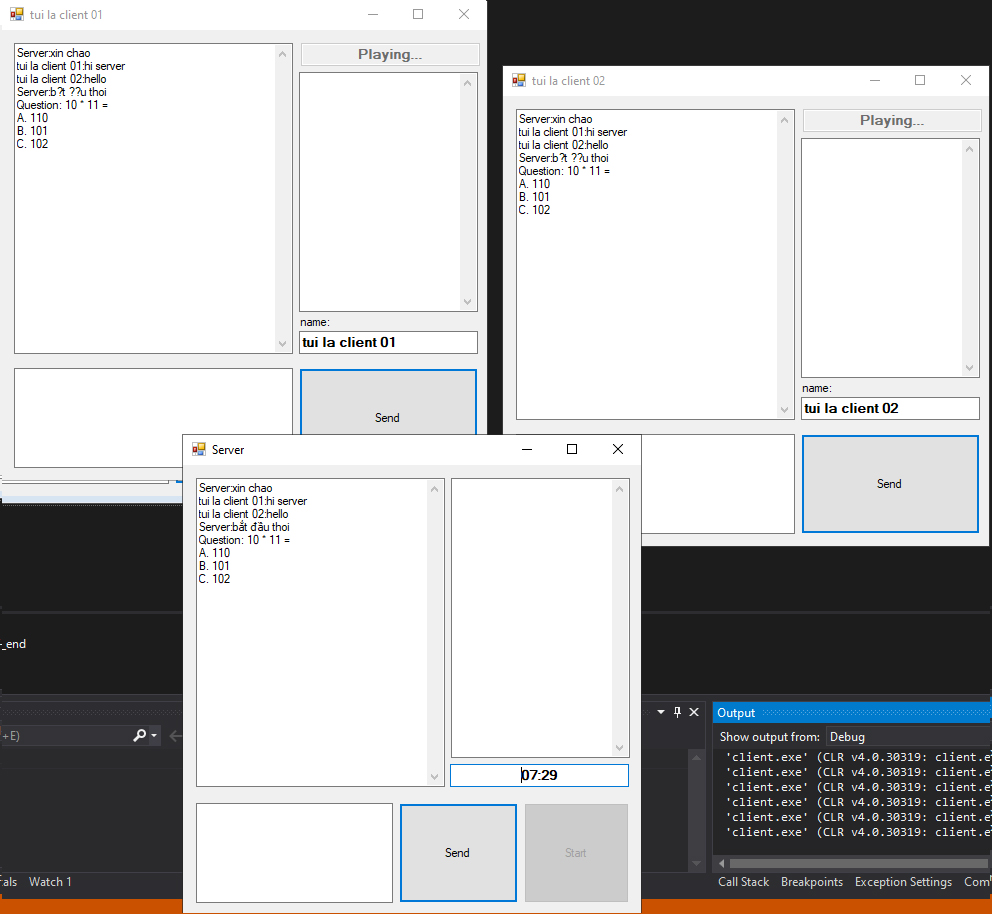 tui la client 01
Server:xin chao
tui la client 01:hi server
tui la client 02:hello
Server:b?t ??u thoi
Question: 10 * 11 =
A. 110
B. 101
C. 102
Playing...
name:
tui la client 01
Send
tui la client 02
Server:xin chao
tui la client 01:hi server
tui la client 02:hello
Server:b?t ??u thoi
Question: 10 * 11 =
A. 110
B. 101
C. 102
Playing...
name:
tui la client 02
Send
Server
Server:xin chao
tui la client 01:hi server
tui la client 02:hello
Server:bắt đầu thoi
Question: 10 * 11 =
A. 110
B. 101
C. 102
07:29
Send
Start
_end
+E)
Output
Show output from: Debug
'client.exe' (CLR v4.0.30319: client.e
'client.exe' (CLR v4.0.30319: client.e
'client.exe' (CLR v4.0.30319: client.e
'client.exe' (CLR v4.0.30319: client.e
'client.exe' (CLR v4.0.30319: client.e
'client.exe' (CLR v4.0.30319: client.e
als Watch 1
Call Stack Breakpoints Exception Settings Com